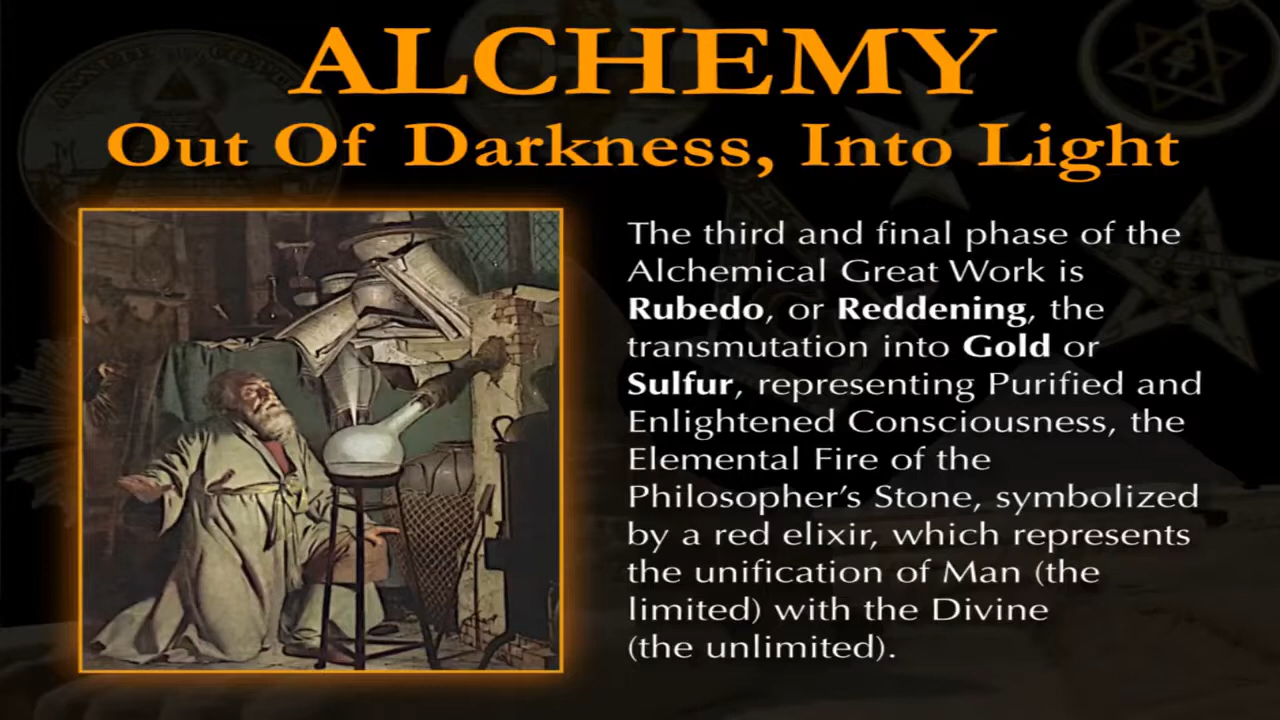 ALCHEMY
Out Of Darkness, Into Light
The third and final phase of the
Alchemical Great Work is
Rubedo, or Reddening, the
transmutation into Gold or
Sulfur, representing Purified and
Enlightened Consciousness, the
Elemental Fire of the
Philosopher’s Stone, symbolized
by a red elixir, which represents
the unification of Man (the
limited) with the Divine
(the unlimited).